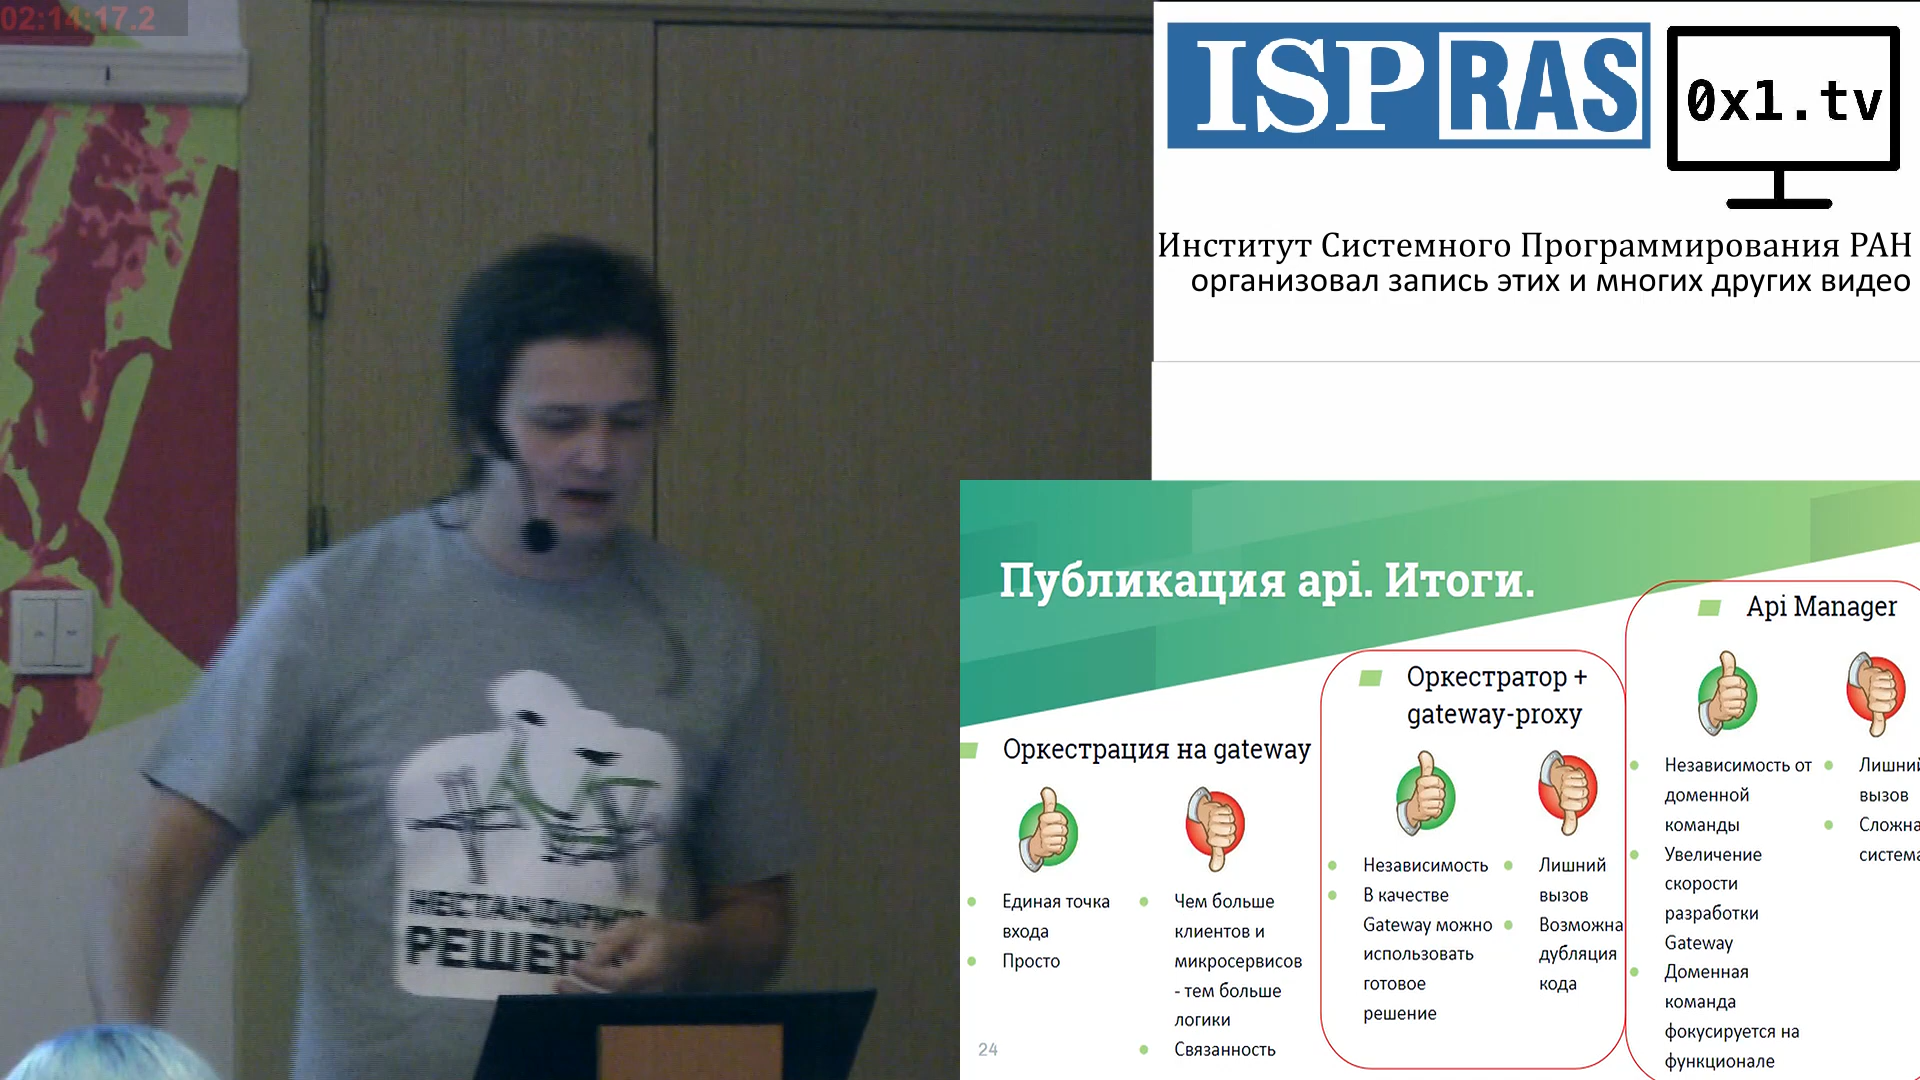 02:14:17.2
ISPRAS
0x1.tv
Институт Системного Программирования РАН
организовал запись этих и многих других видео
Публикация api. Итоги.
Оркестрация на gateway
Единая точка
входа
Просто
Чем больше
клиентов и
микросервисов
- тем больше
логики
Связанность
Оркестратор +
gateway-proxy
Независимость
В качестве
Gateway можно
использовать
готовое
решение
Лишний
вызов
Возможна
дубляция
кода
Api Manager
Независимость от
доменной
команды
Увеличение
скорости
разработки
Gateway
Доменная
команда
фокусируется на
функционале
Лишний
вызов
Сложна
система
24
РЕШЕН